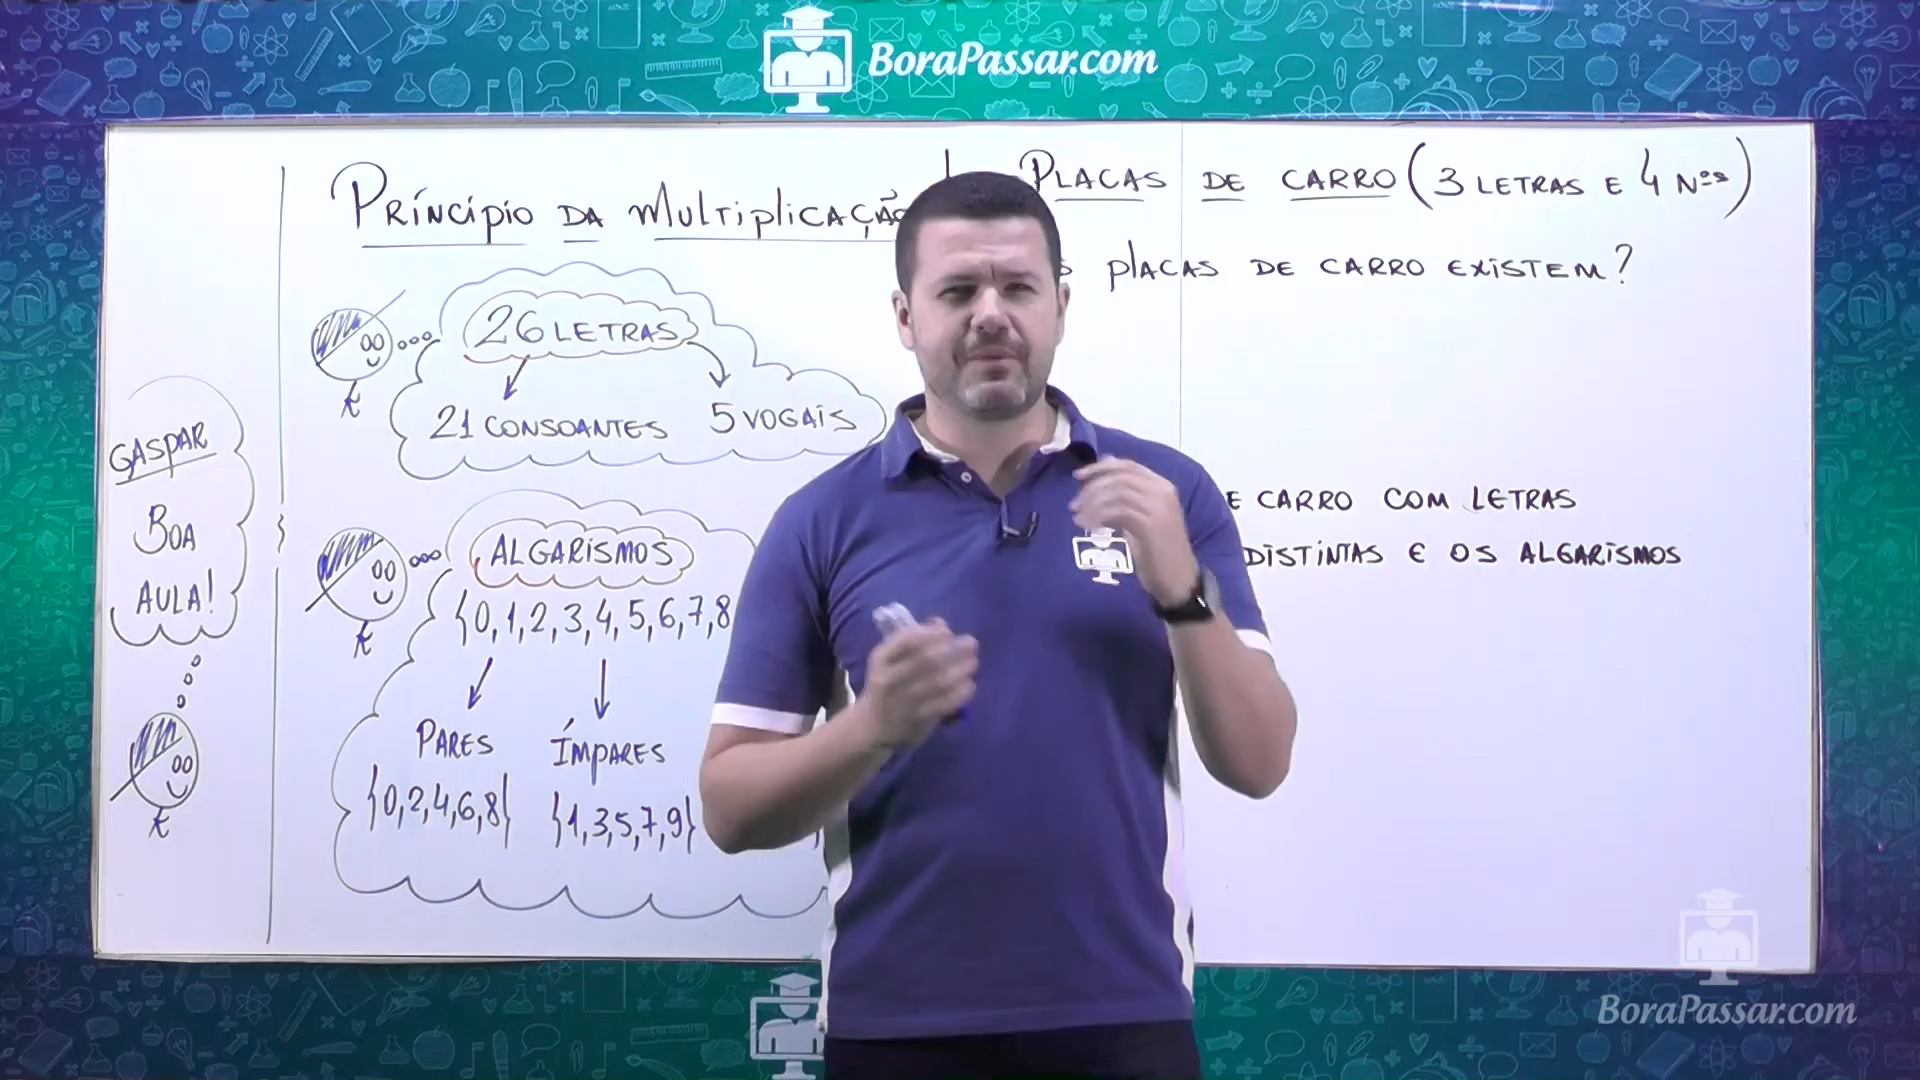 BoraPassar.com
GASPAR
BOA
AULA!
PRÍNCÍPIO DA MULTIPLICAÇÃO
26 LETRAS
21 CONSOANTES
5 VOGAIS
ALGARISMOS
{0,1,2,3,4,5,6,7,8
PARES
ÍMPARES
{0,2,4,6,8}
{1,3,5,7,9}
PLACAS DE CARRO (3 LETRAS E 4 Nºs)
PLACAS DE CARRO EXISTEM?
E CARRO COM LETRAS
DISTINTAS E OS ALGARISMOS
BoraPassar.com